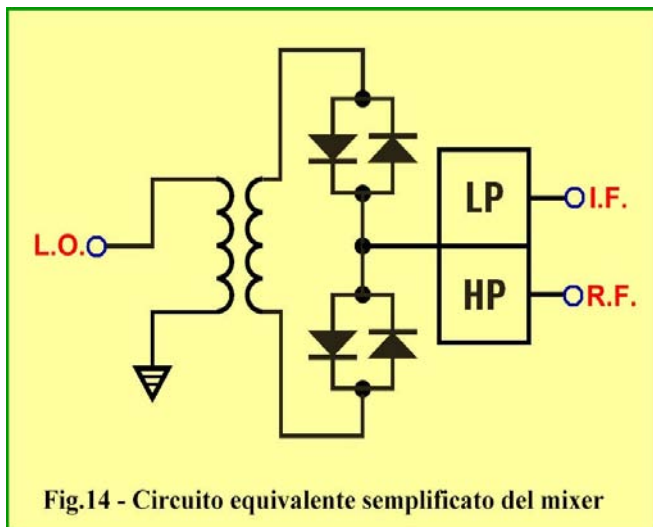 LP
I.F.
L.O.
HP
R.F.
Fig.14 - Circuito equivalente semplificato del mixer